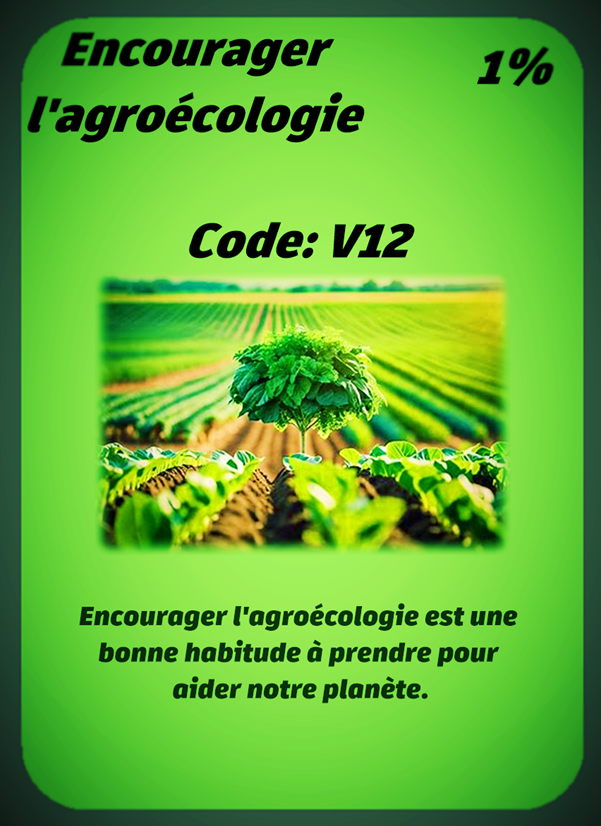 Encourager
1%
l'agroécologie
Code: V12
Encourager l'agroécologie est une
bonne habitude à prendre pour
aider notre planète.